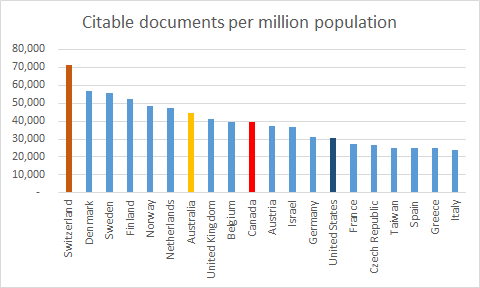 Citable documents per million population
80,000
70,000
60,000
50,000
40,000
30,000
20,000
10,000
-
Switzerland
Denmark
Sweden
Finland
Norway
Netherlands
Australia
United Kingdom
Belgium
Canada
Austria
Israel
Germany
United States
France
Czech Republic
Taiwan
Spain
Greece
Italy